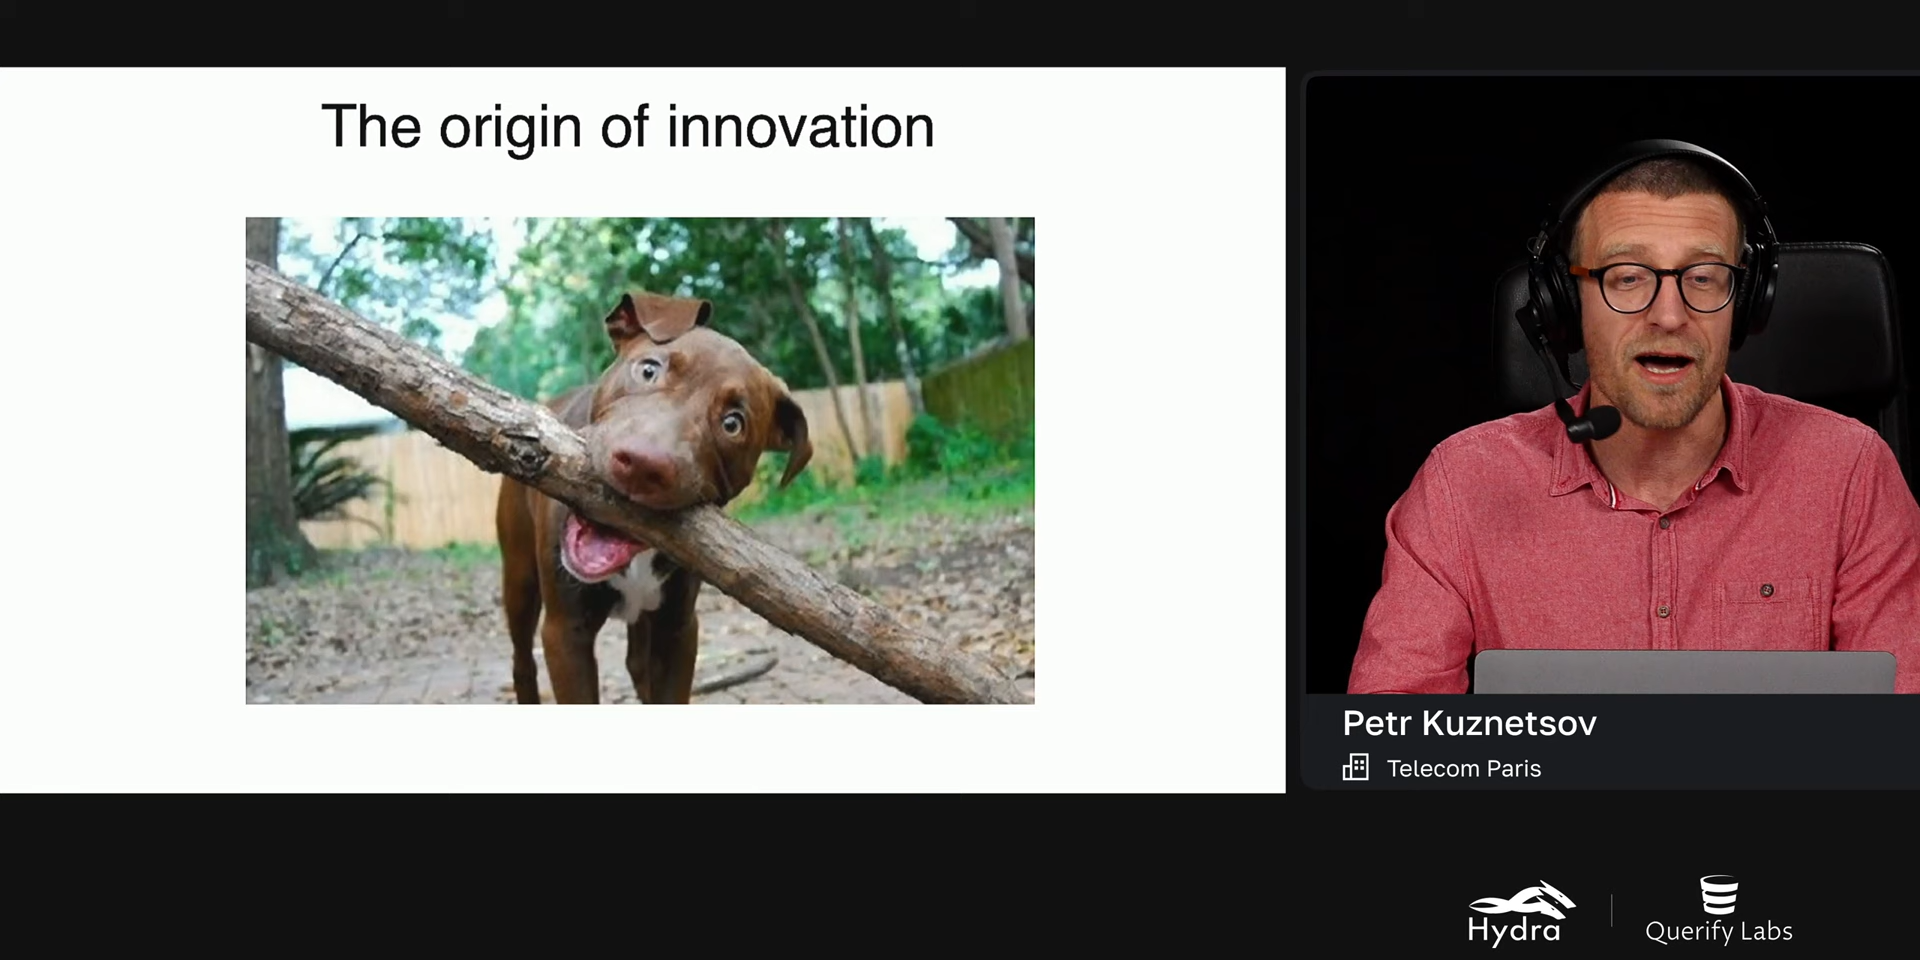 The origin of innovation
Petr Kuznetsov
Telecom Paris
Hydra
Querify Labs